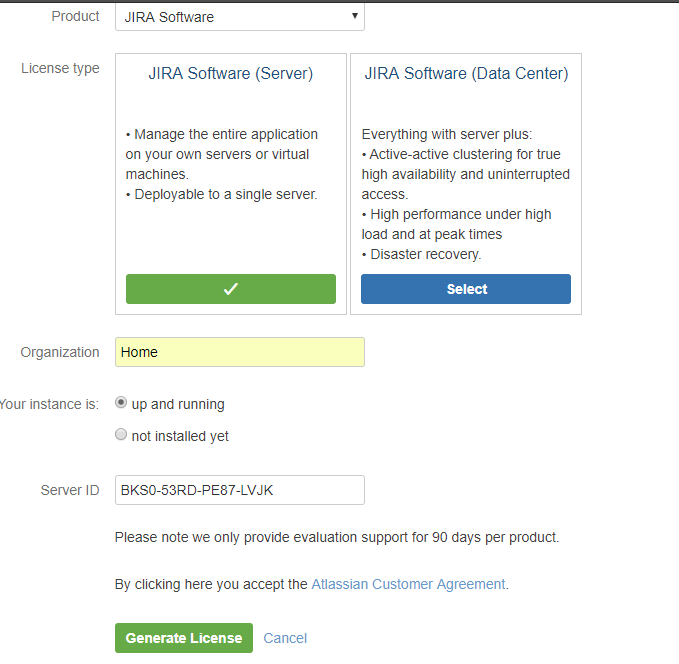 Product JIRA Software
License type
JIRA Software (Server)
• Manage the entire application
on your own servers or virtual
machines.
• Deployable to a single server.
JIRA Software (Data Center)
Everything with server plus:
• Active-active clustering for true
high availability and uninterrupted
access.
• High performance under high
load and at peak times
• Disaster recovery.
Select
Organization Home
Your instance is: up and running
not installed yet
Server ID BKS0-53RD-PE87-LVJK
Please note we only provide evaluation support for 90 days per product.
By clicking here you accept the Atlassian Customer Agreement.
Generate License Cancel